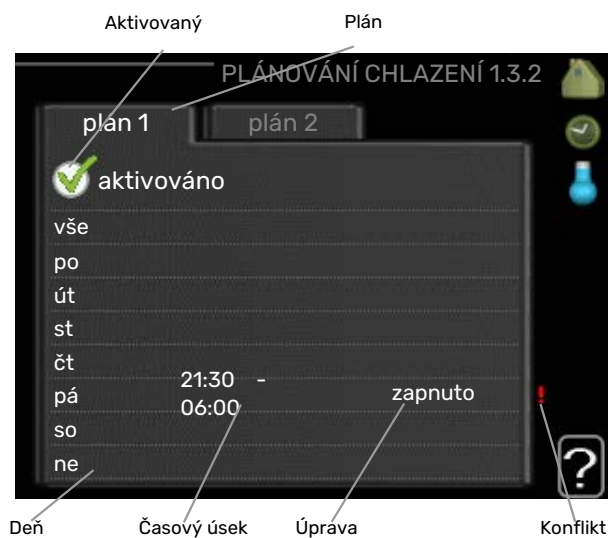 Aktivovaný Plán
PLÁNOVÁNÍ CHLAZENÍ 1.3.2
plán 1 plán 2
aktivováno
vše
po
út
st
čt
21:30 -
pá zapnuto !
06:00
so
ne
?
Deň Časový úsek Úprava Konflikt